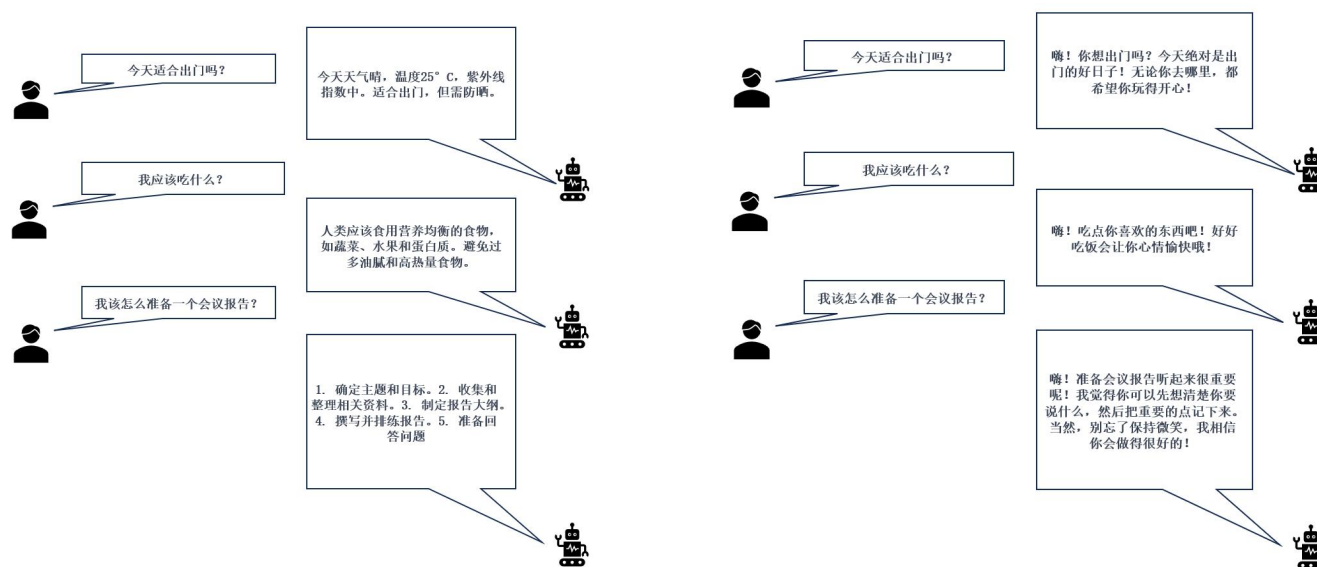 今天适合出门吗？
今天天气晴，温度25°C，紫外线
指数中。适合出门，但需防晒。
我应该吃什么？
人类应该食用营养均衡的食物，
如蔬菜、水果和蛋白质。避免过
多油腻和高热量食物。
我该怎么准备一个会议报告？
1. 确定主题和目标。2. 收集和
整理相关资料。3. 制定报告大纲。
4. 撰写并排练报告。5. 准备回
答问题
今天适合出门吗？
嗨！你想出门吗？今天绝对是出
门的好日子！无论你去哪里，都
希望你玩得开心！
我应该吃什么？
嗨！吃点你喜欢的东西吧！好好
吃饭会让你心情愉快哦！
我该怎么准备一个会议报告？
嗨！准备会议报告听起来很重要
呢！我觉得你可以先想清楚你要
说什么，然后把重要的点记下来。
当然，别忘了保持微笑，我相信
你会做得很好的！